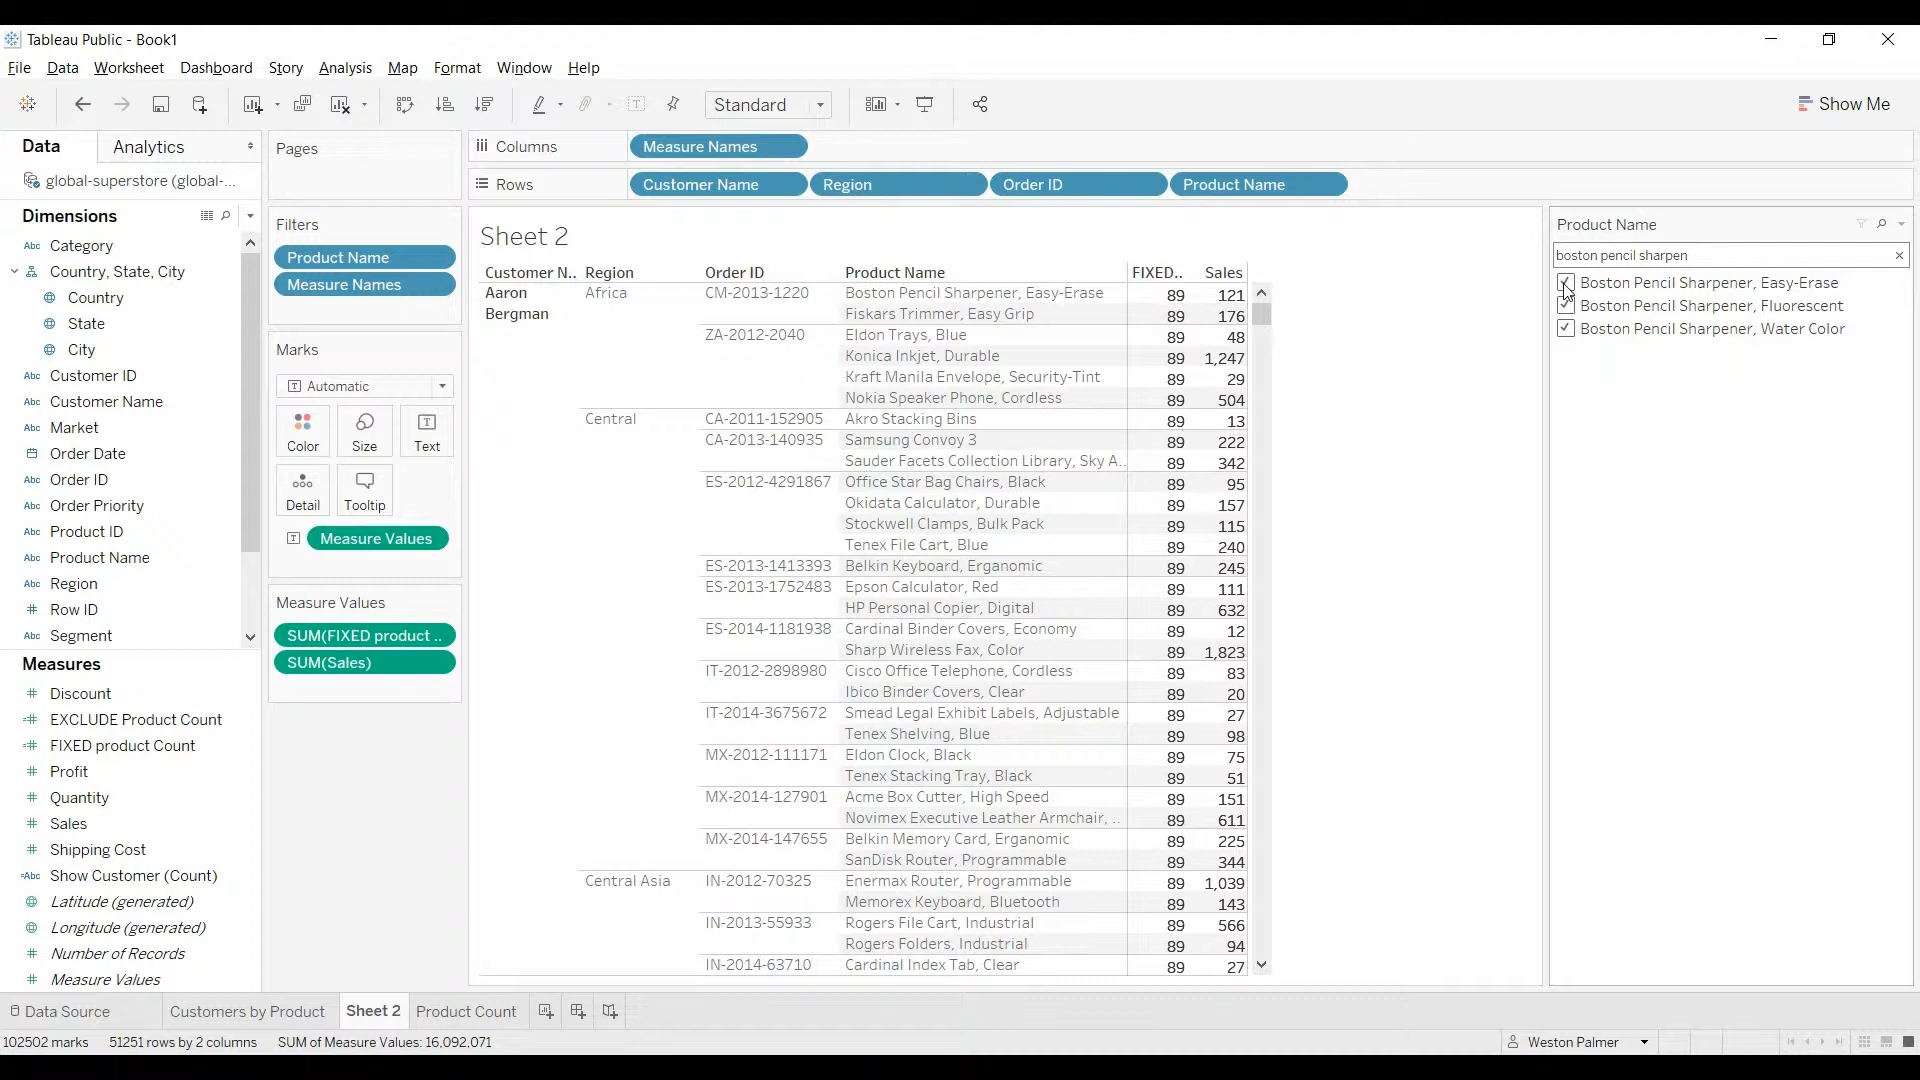 Tableau Public - Book1
File Data Worksheet Dashboard Story Analysis Map Format Window Help
Standard
Show Me
Data
Analytics
global-superstore (global-...
Dimensions
Abc Category
Country, State, City
Country
State
City
Abc Customer ID
Abc Customer Name
Abc Market
Order Date
Abc Order ID
Abc Order Priority
Abc Product ID
Abc Product Name
Abc Region
# Row ID
Abc Segment
Measures
# Discount
=# EXCLUDE Product Count
=# FIXED product Count
# Profit
# Quantity
# Sales
# Shipping Cost
=Abc Show Customer (Count)
Latitude (generated)
Longitude (generated)
# Number of Records
# Measure Values
Pages
Filters
Product Name
Measure Names
Marks
Automatic
Color Size Text
Detail Tooltip
Measure Values
Measure Values
SUM(FIXED product ..
SUM(Sales)
Columns Measure Names
Rows Customer Name Region Order ID Product Name
Sheet 2
Customer N.. Region Order ID Product Name FIXED.. Sales
Aaron Africa CM-2013-1220 Boston Pencil Sharpener, Easy-Erase 89 121
Bergman Fiskars Trimmer, Easy Grip 89 176
ZA-2012-2040 Eldon Trays, Blue 89 48
Konica Inkjet, Durable 89 1,247
Kraft Manila Envelope, Security-Tint 89 29
Nokia Speaker Phone, Cordless 89 504
Central CA-2011-152905 Akro Stacking Bins 89 13
CA-2013-140935 Samsung Convoy 3 89 222
Sauder Facets Collection Library, Sky A.. 89 342
ES-2012-4291867 Office Star Bag Chairs, Black 89 95
Okidata Calculator, Durable 89 157
Stockwell Clamps, Bulk Pack 89 115
Tenex File Cart, Blue 89 240
ES-2013-1413393 Belkin Keyboard, Erganomic 89 245
ES-2013-1752483 Epson Calculator, Red 89 111
HP Personal Copier, Digital 89 632
ES-2014-1181938 Cardinal Binder Covers, Economy 89 12
Sharp Wireless Fax, Color 89 1,823
IT-2012-2898980 Cisco Office Telephone, Cordless 89 83
Ibico Binder Covers, Clear 89 20
IT-2014-3675672 Smead Legal Exhibit Labels, Adjustable 89 27
Tenex Shelving, Blue 89 98
MX-2012-111171 Eldon Clock, Black 89 75
Tenex Stacking Tray, Black 89 51
MX-2014-127901 Acme Box Cutter, High Speed 89 151
Novimex Executive Leather Armchair, .. 89 611
MX-2014-147655 Belkin Memory Card, Erganomic 89 225
SanDisk Router, Programmable 89 344
Central Asia IN-2012-70325 Enermax Router, Programmable 89 1,039
Memorex Keyboard, Bluetooth 89 143
IN-2013-55933 Rogers File Cart, Industrial 89 566
Rogers Folders, Industrial 89 94
IN-2014-63710 Cardinal Index Tab, Clear 89 27
Product Name
boston pencil sharpen
Boston Pencil Sharpener, Easy-Erase
Boston Pencil Sharpener, Fluorescent
Boston Pencil Sharpener, Water Color
Data Source Customers by Product Sheet 2 Product Count
102502 marks 51251 rows by 2 columns SUM of Measure Values: 16,092,071
Weston Palmer